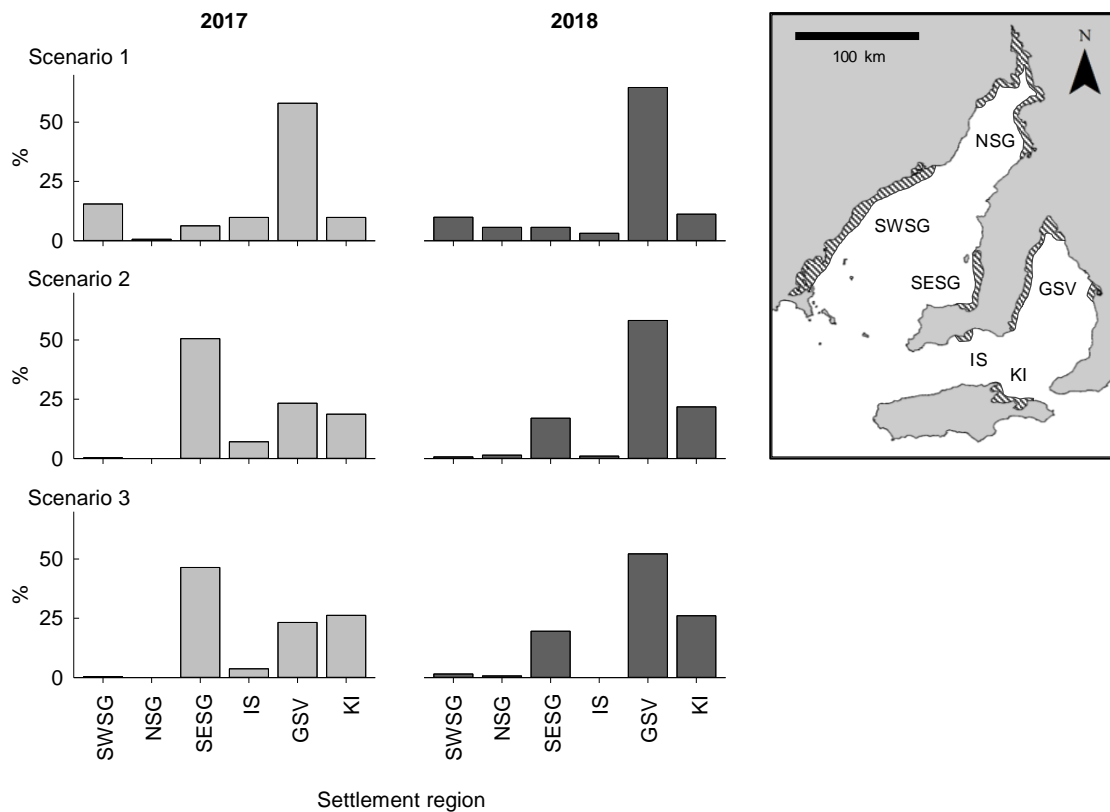 2017
2018
Scenario 1
50
25
0
%
Scenario 2
50
25
0
%
Scenario 3
50
25
0
%
SWSG
NSG
SESG
IS
GSV
KI
SWSG
NSG
SESG
IS
GSV
KI
Settlement region
100 km
N
NSG
SWSG
SESG
GSV
IS
KI